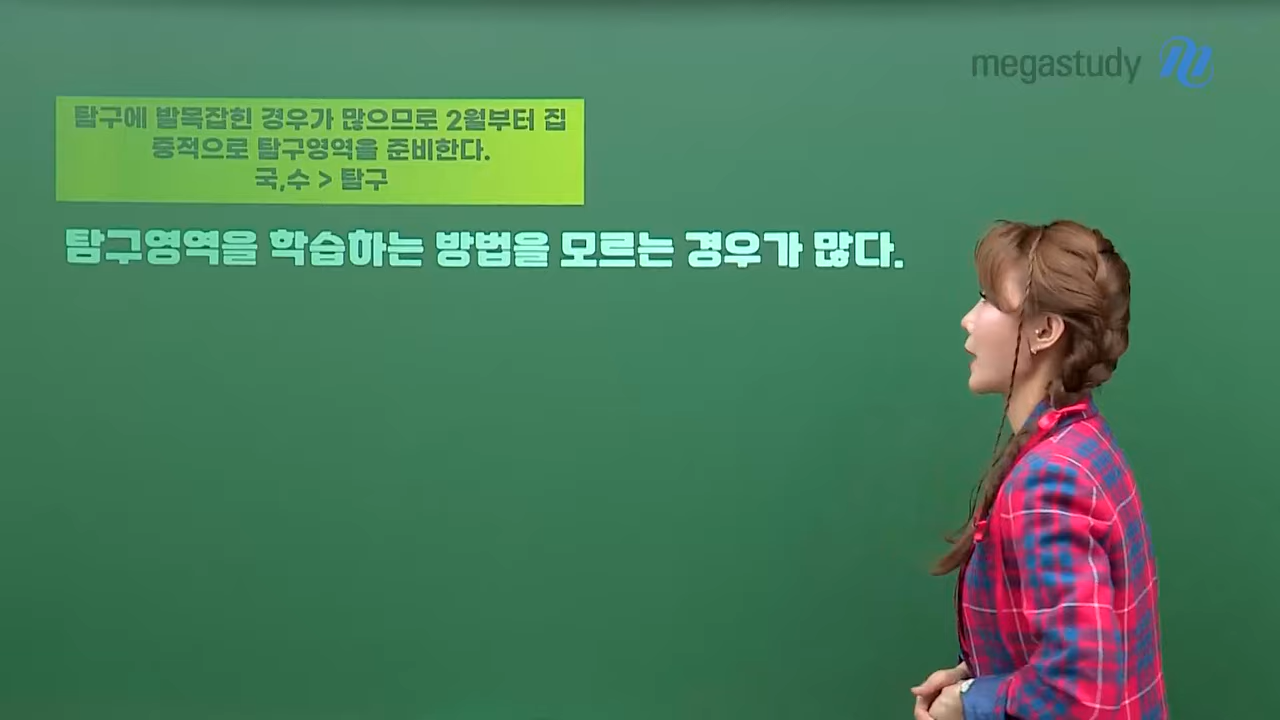 megastudy
탐구에 발목잡힌 경우가 많으므로 2월부터 집
중적으로 탐구영역을 준비한다.
국,수 > 탐구
탐구영역을 학습하는 방법을 모르는 경우가 많다.